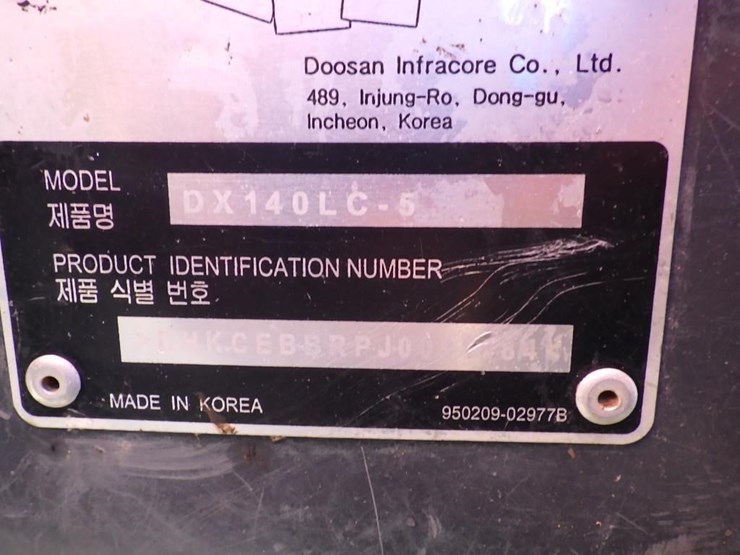 Doosan Infracore Co., Ltd.
489, Injung-Ro, Dong-gu,
Incheon, Korea
MODEL
제품명
DX140LC-5
PRODUCT IDENTIFICATION NUMBER
제품 식별 번호
MADE IN KOREA
950209-02977B